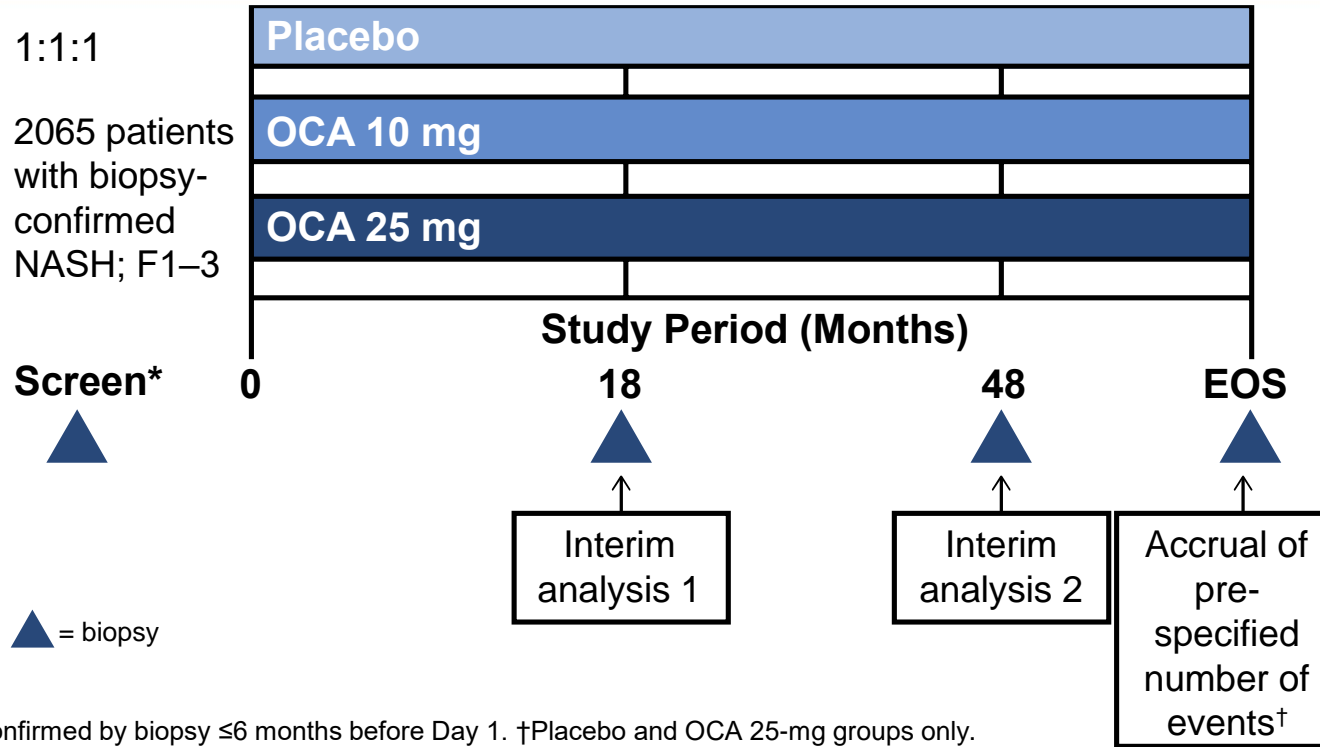 1:1:1
Placebo
2065 patients
with biopsy-
confirmed
NASH; F1–3
OCA 10 mg
OCA 25 mg
Study Period (Months)
Screen* 0 18 48 EOS
Interim
analysis 1
Interim
analysis 2
Accrual of
pre-
specified
number of
events†
= biopsy
onfirmed by biopsy ≤6 months before Day 1. †Placebo and OCA 25-mg groups only.